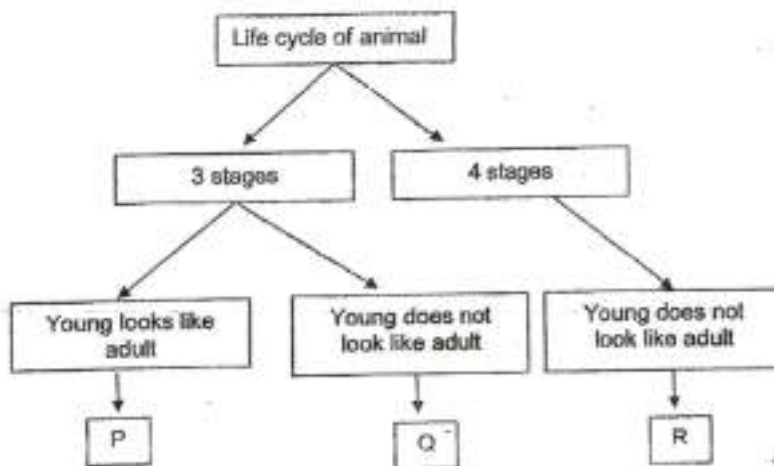 Life cycle of animal
3 stages
4 stages
Young looks like
adult
Young does not
look like adult
Young does not
look like adult
P
Q
R